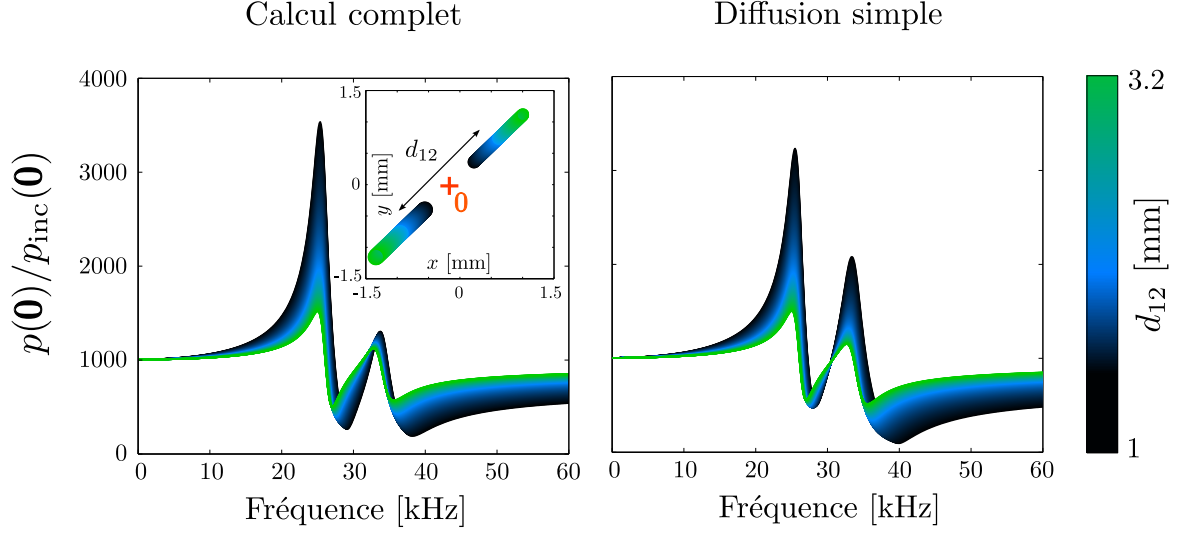 Calcul complet
Diffusion simple
p(0)/p_inc(0)
4000
3000
2000
1000
0
1.5
0
-1.5
y [mm]
d_12
+
0
x [mm]
-1.5 0 1.5
0 10 20 30 40 50 60
Fréquence [kHz]
0 10 20 30 40 50 60
Fréquence [kHz]
3.2
d_12 [mm]
1